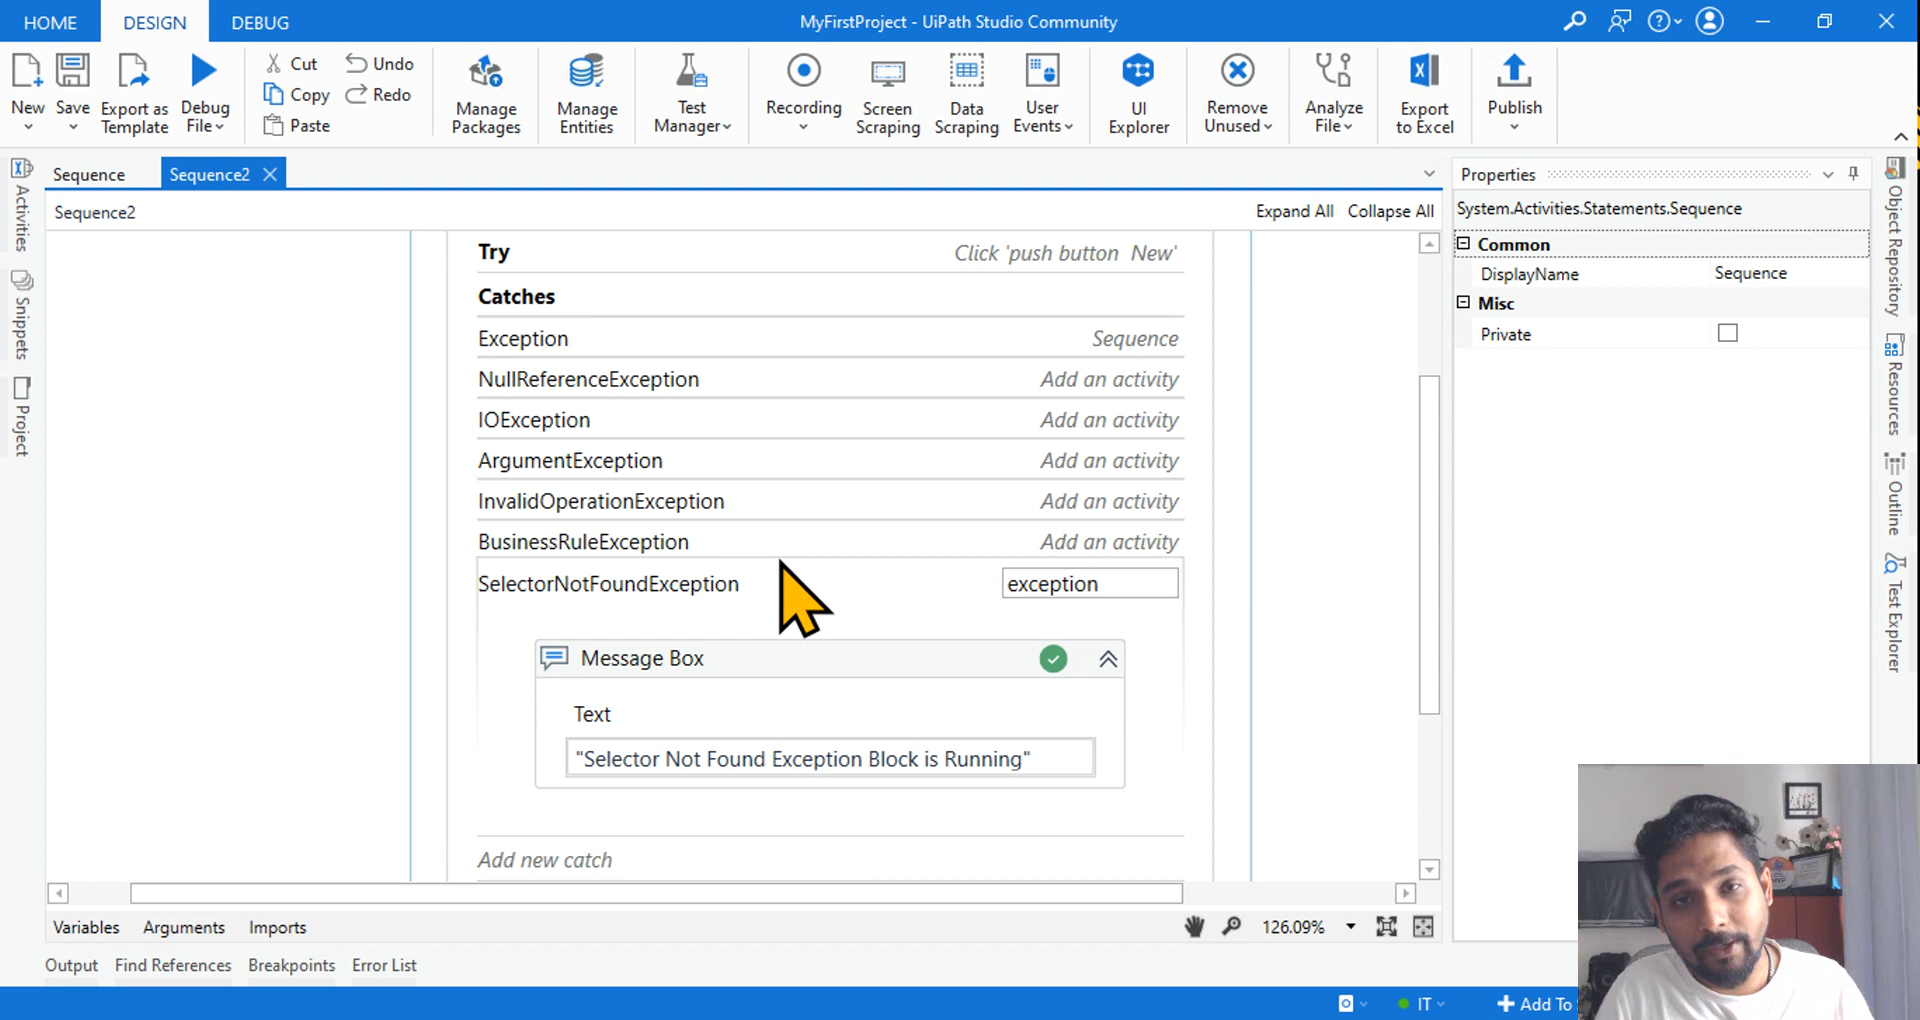 HOME DESIGN DEBUG MyFirstProject - UiPath Studio Community
New Save Export as Template Debug File
Cut Copy Paste Undo Redo
Manage Packages
Manage Entities
Test Manager
Recording
Screen Scraping
Data Scraping
User Events
UI Explorer
Remove Unused
Analyze File
Export to Excel
Publish
Sequence Sequence2
Sequence2 Expand All Collapse All
Activities
Snippets
Project
Try Click 'push button New'
Catches
Exception Sequence
NullReferenceException Add an activity
IOException Add an activity
ArgumentException Add an activity
InvalidOperationException Add an activity
BusinessRuleException Add an activity
SelectorNotFoundException exception
Message Box
Text
"Selector Not Found Exception Block is Running"
Add new catch
Variables Arguments Imports 126.09%
Output Find References Breakpoints Error List
Properties
System.Activities.Statements.Sequence
Common
DisplayName Sequence
Misc
Private
Object Repository
Resources
Outline
Test Explorer
IT Add To